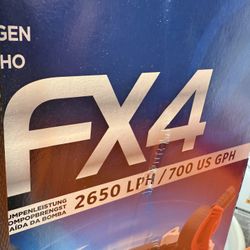 GEN
HO
FX4
2650 LPH / 700 US GPH
UMPENLEISTUNG
OMPOPBRENGST
AÍDA DA BOMBA